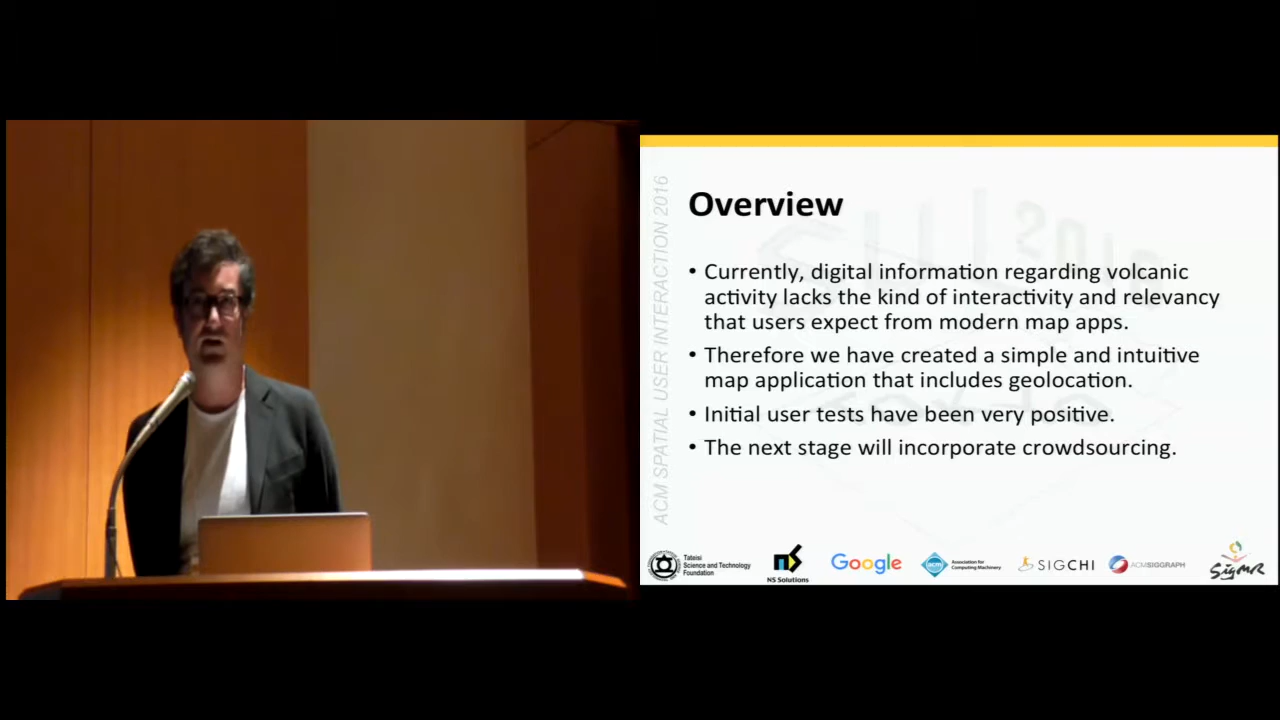 ACM SPATIAL USER INTERACTION 2016
Overview
• Currently, digital information regarding volcanic
activity lacks the kind of interactivity and relevancy
that users expect from modern map apps.
• Therefore we have created a simple and intuitive
map application that includes geolocation.
• Initial user tests have been very positive.
• The next stage will incorporate crowdsourcing.
Tateisi
Science and Technology
Foundation
NS Solutions
Google
acm
Association for
Computing Machinery
SIGCHI
ACMSIGGRAPH
SigMR